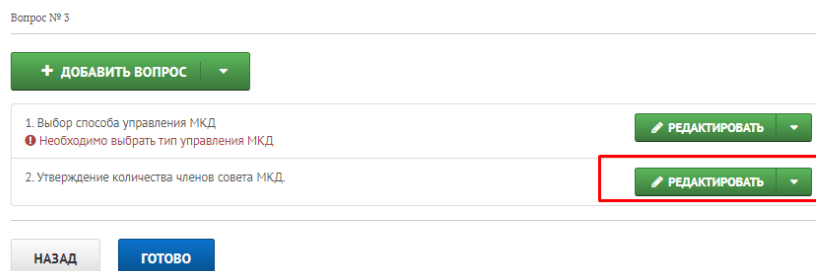 Вопрос № 3
ДОБАВИТЬ ВОПРОС
1. Выбор способа управления МКД
Необходимо выбрать тип управления МКД
РЕДАКТИРОВАТЬ
2. Утверждение количества членов совета МКД.
РЕДАКТИРОВАТЬ
НАЗАД
ГОТОВО